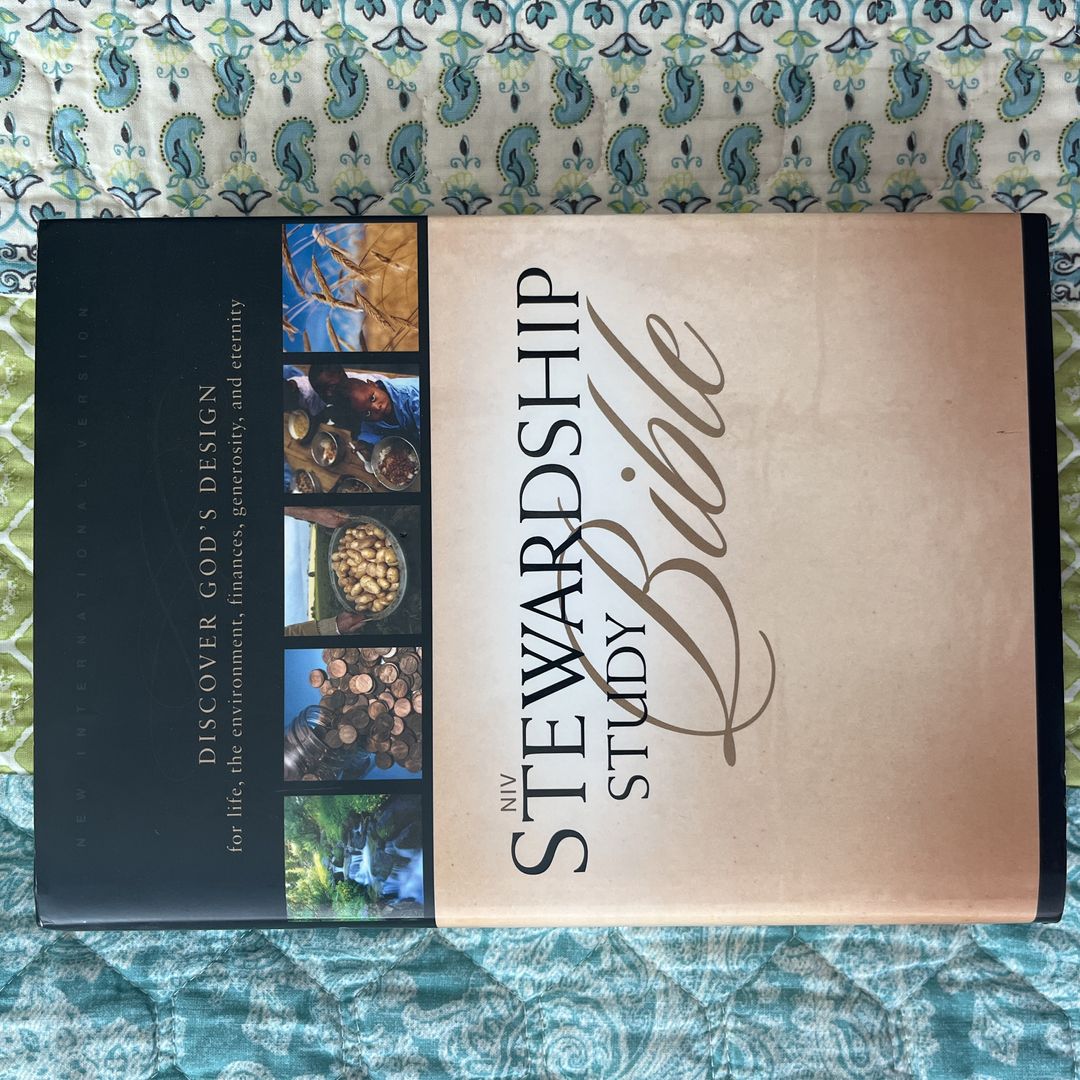 NEW INTERNATIONAL VERSION
DISCOVER GOD'S DESIGN
for life, the environment, finances, generosity, and eternity
NIV
STEWARDSHIP
STUDY
Bible